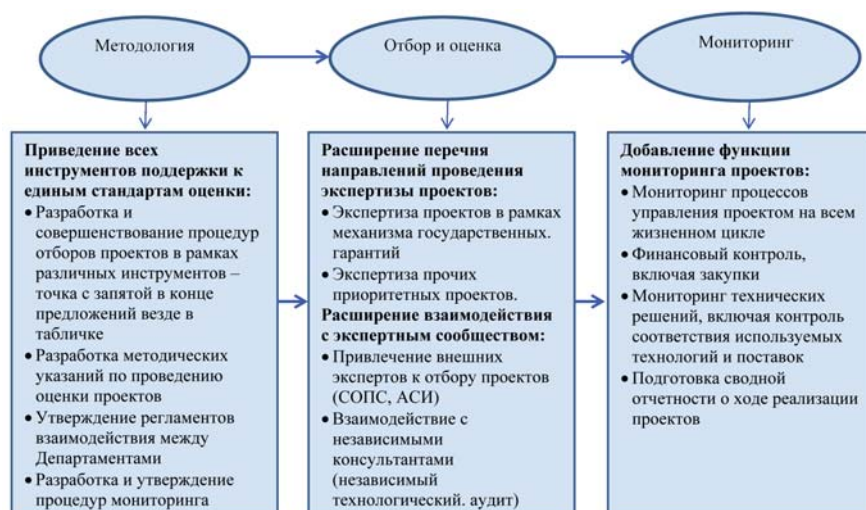 Методология
Отбор и оценка
Мониторинг
Приведение всех
инструментов поддержки к
единым стандартам оценки:
• Разработка и
совершенствование процедур
отборов проектов в рамках
различных инструментов –
точка с запятой в конце
предложений везде в
табличке
• Разработка методических
указаний по проведению
оценки проектов
• Утверждение регламентов
взаимодействия между
Департаментами
• Разработка и утверждение
процедур мониторинга
Расширение перечня
направлений проведения
экспертизы проектов:
• Экспертиза проектов в рамках
механизма государственных.
гарантий
• Экспертиза прочих
приоритетных проектов.
Расширение взаимодействия
с экспертным сообществом:
• Привлечение внешних
экспертов к отбору проектов
(СОПС, АСИ)
• Взаимодействие с
независимыми
консультантами
(независимый
технологический. аудит)
Добавление функции
мониторинга проектов:
• Мониторинг процессов
управления проектом на всем
жизненном цикле
• Финансовый контроль,
включая закупки
• Мониторинг технических
решений, включая контроль
соответствия используемых
технологий и поставок
• Подготовка сводной
отчетности о ходе реализации
проектов